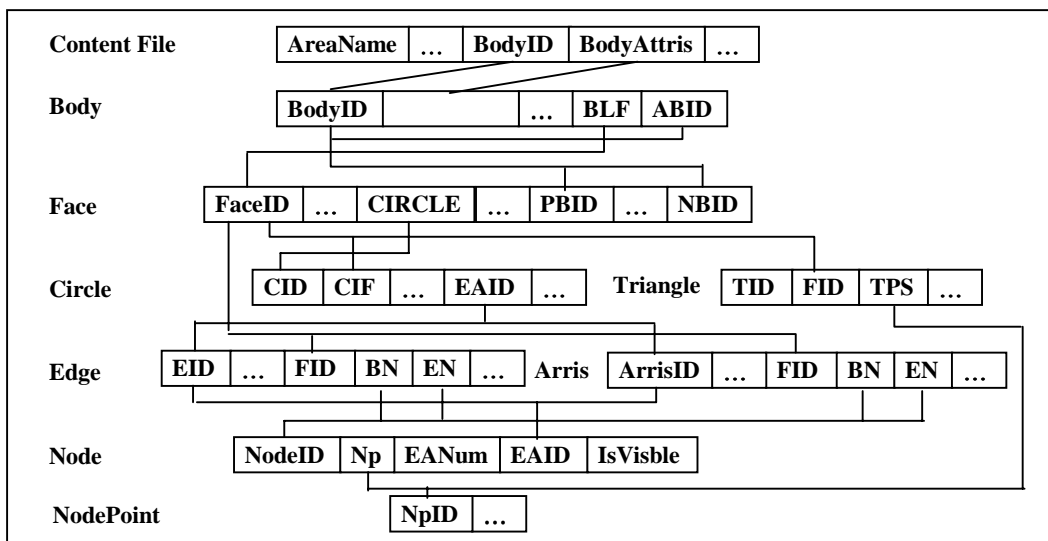 Content File AreaName … BodyID BodyAttris …
Body BodyID … BLF ABID
Face FaceID … CIRCLE … PBID … NBID
Circle CID CIF … EAID … Triangle TID FID TPS …
Edge EID … FID BN EN … Arris ArrisID … FID BN EN …
Node NodeID Np EANum EAID IsVisble
NodePoint NpID …